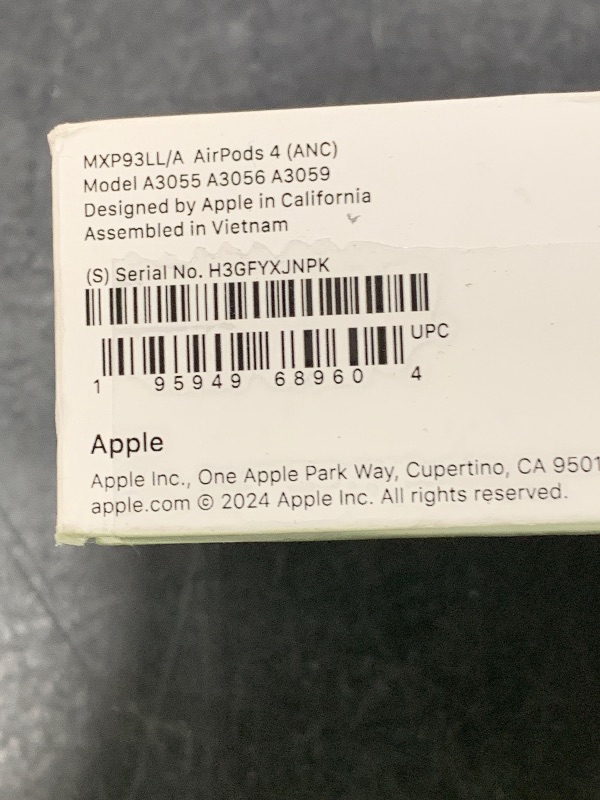 MXP93LL/A AirPods 4 (ANC)
Model A3055 A3056 A3059
Designed by Apple in California
Assembled in Vietnam
(S) Serial No. H3GFYXJNPK
UPC
1 95949 68960 4
Apple
Apple Inc., One Apple Park Way, Cupertino, CA 9501
apple.com © 2024 Apple Inc. All rights reserved.